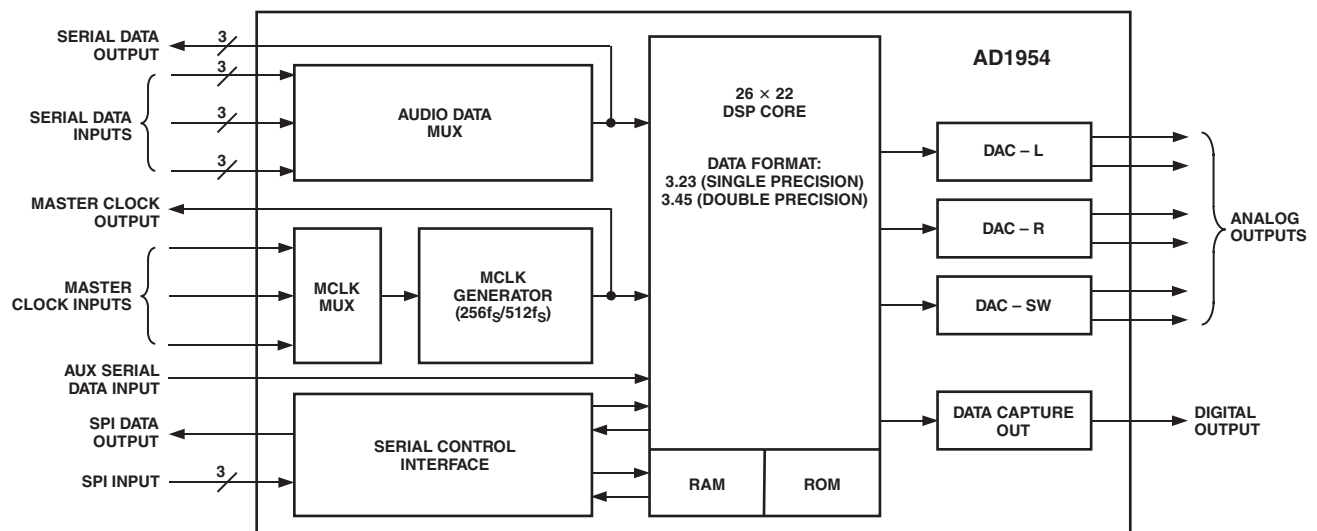 AD1954
SERIAL DATA
OUTPUT
3
3
SERIAL DATA
INPUTS
3
3
AUDIO DATA
MUX
26 × 22
DSP CORE
DATA FORMAT:
3.23 (SINGLE PRECISION)
3.45 (DOUBLE PRECISION)
DAC – L
MASTER CLOCK
OUTPUT
DAC – R
ANALOG
OUTPUTS
MASTER
CLOCK INPUTS
MCLK
MUX
MCLK
GENERATOR
(256fS/512fS)
DAC – SW
AUX SERIAL
DATA INPUT
SPI DATA
OUTPUT
SPI INPUT
3
SERIAL CONTROL
INTERFACE
RAM
ROM
DATA CAPTURE
OUT
DIGITAL
OUTPUT